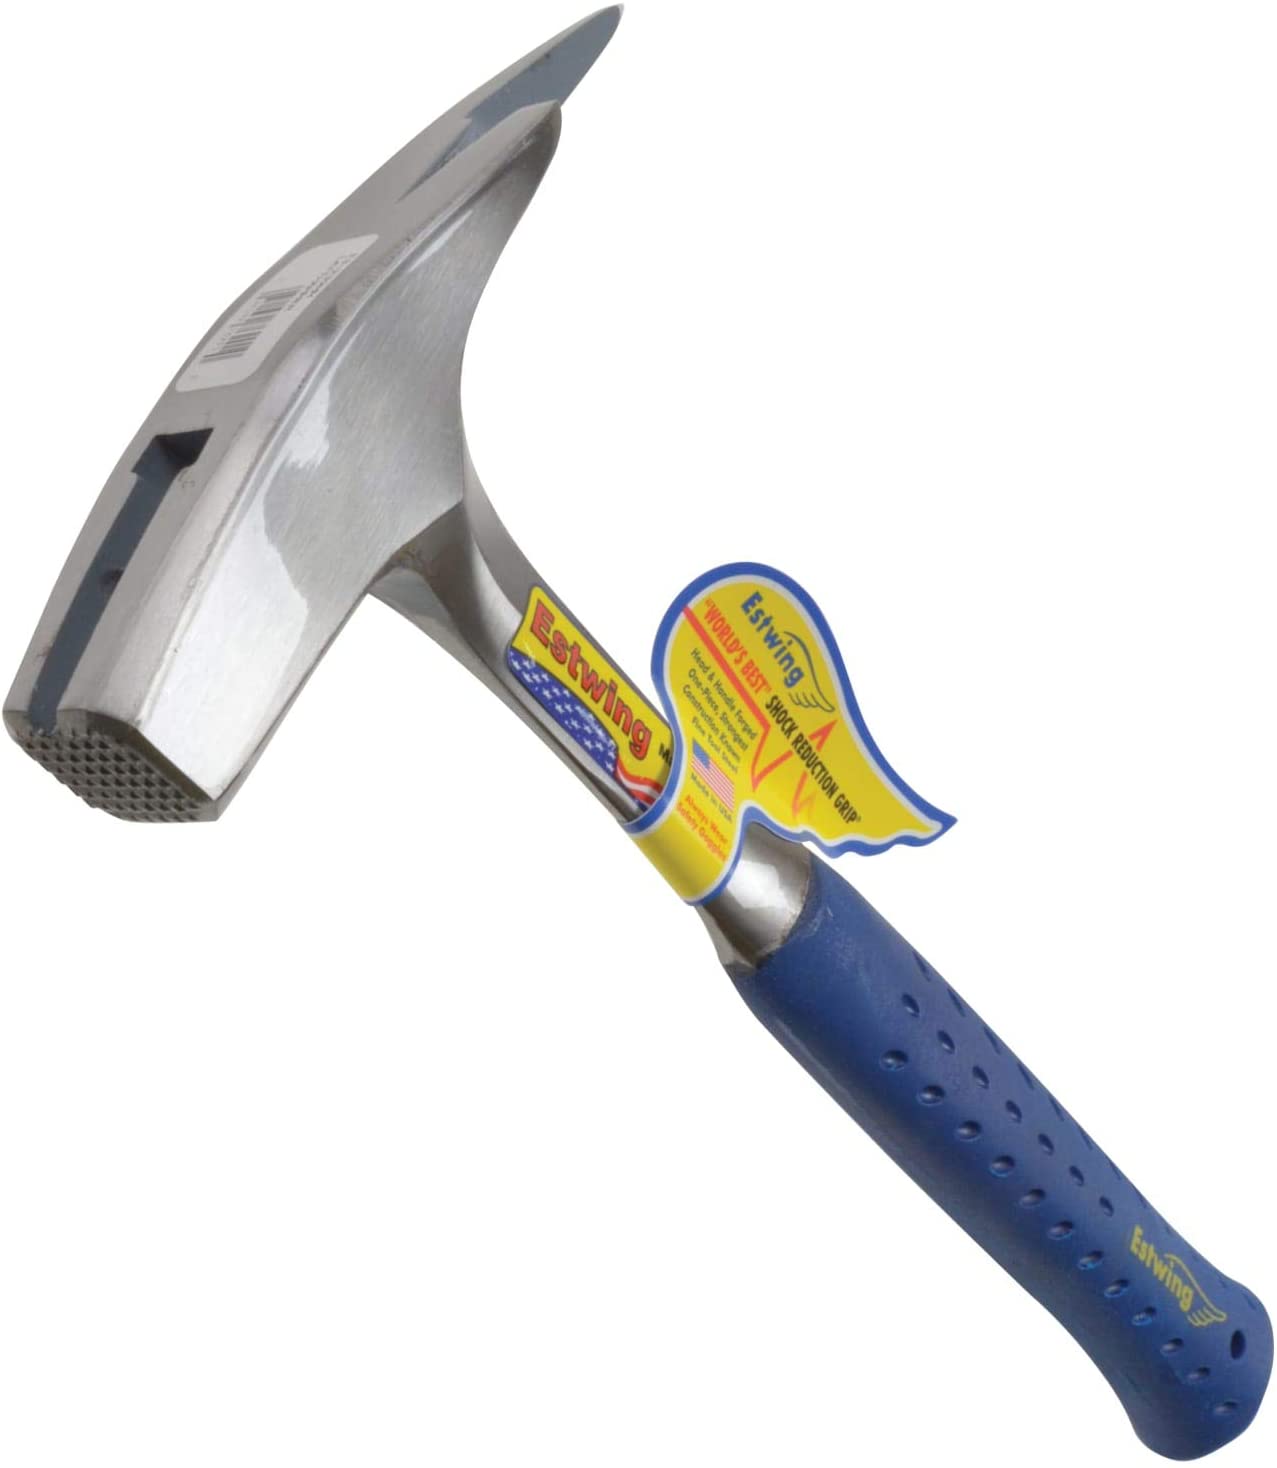 Estwing
Estwing
"WORLD'S BEST" SHOCK REDUCTION GRIP®
Head & Handle Forged
One-Piece, Strongest
Construction Known
Fine Tool Steel
Made in USA
Always Wear
Safety Goggles
Estwing